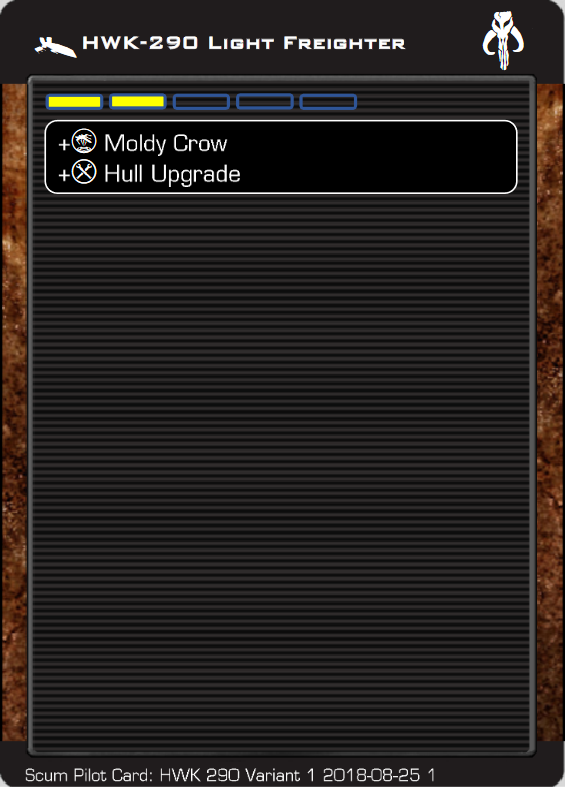 HWK-290 Light Freighter
+ Moldy Crow
+ Hull Upgrade
Scum Pilot Card: HWK 290 Variant 1 2018-08-25 1